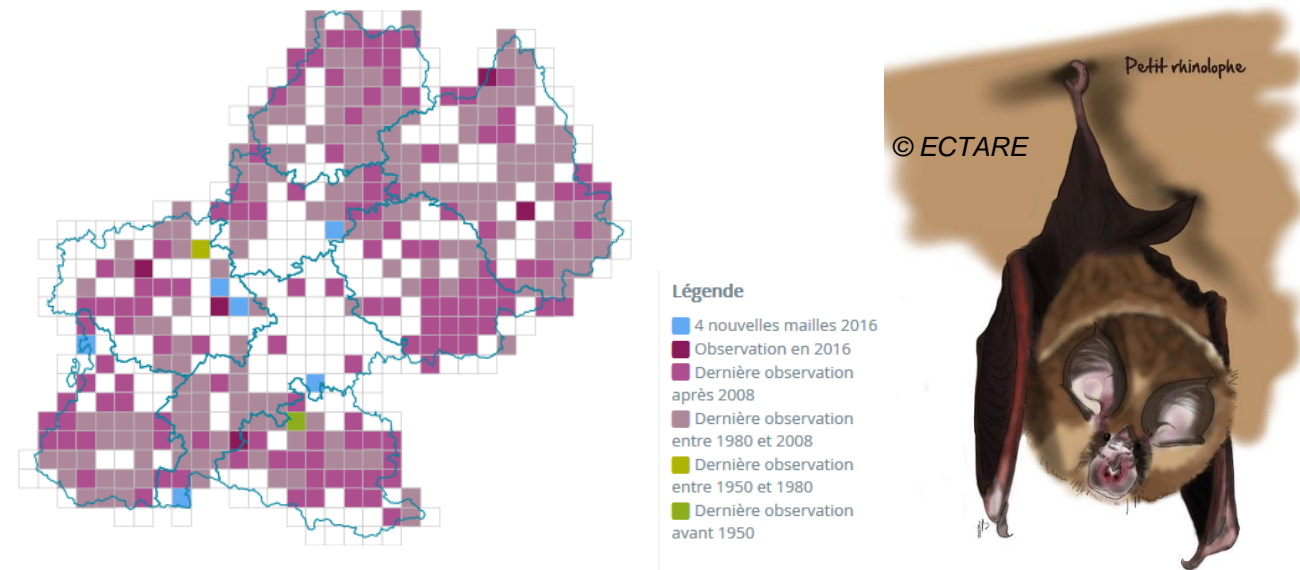 Petit rhinolophe
© ECTARE
Légende
4 nouvelles mailles 2016
Observation en 2016
Dernière observation
après 2008
Dernière observation
entre 1980 et 2008
Dernière observation
entre 1950 et 1980
Dernière observation
avant 1950